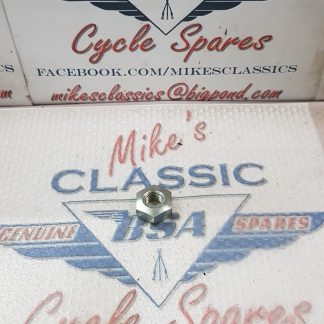 Cycle Spares
FACEBOOK.COM/MIKESCLASSICS
mikesclassics@bigpond.com
Mike's
CLASSIC
GENUINE BSA SPARES
Cycle Spares